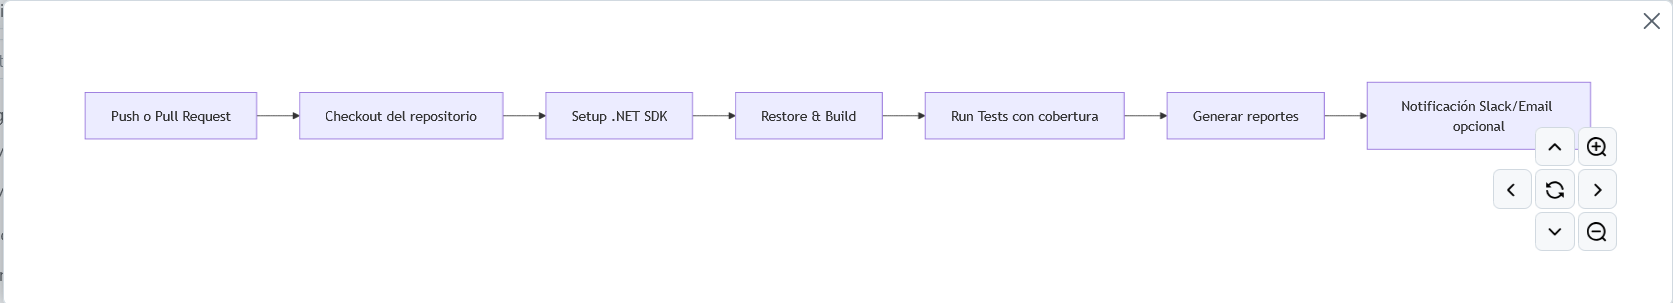 Push o Pull Request
Checkout del repositorio
Setup .NET SDK
Restore & Build
Run Tests con cobertura
Generar reportes
Notificación Slack/Email
opcional